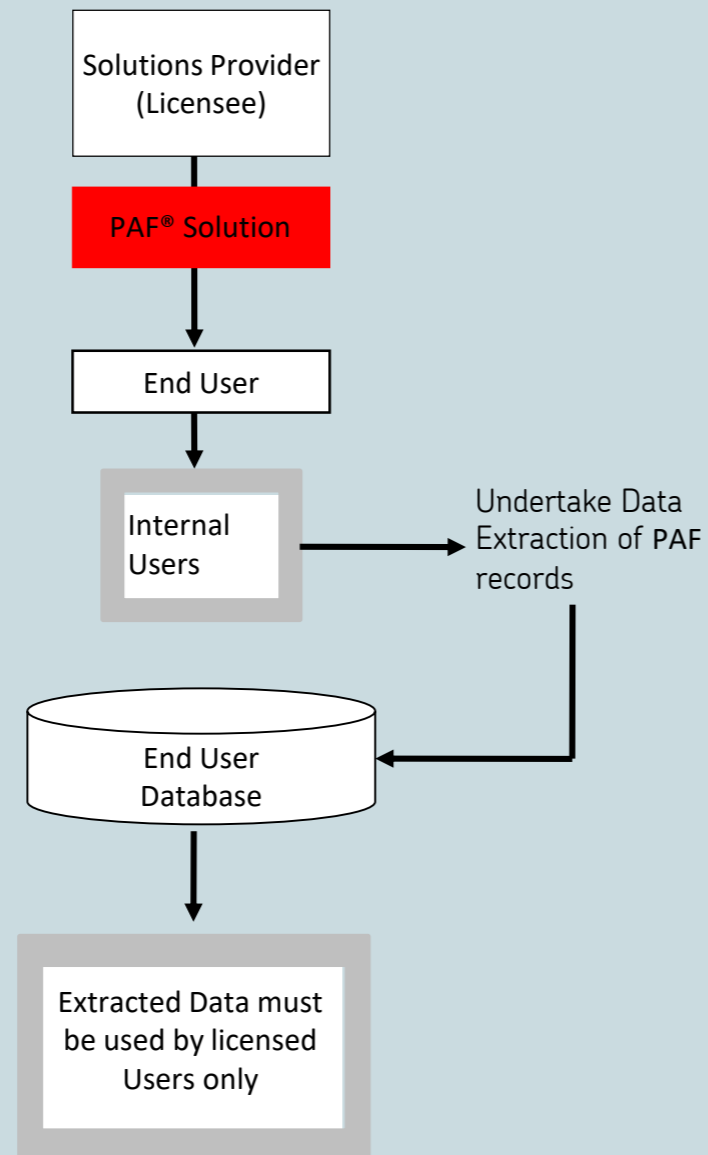 Solutions Provider
(Licensee)
PAF® Solution
End User
Internal
Users
Undertake Data
Extraction of PAF
records
End User
Database
Extracted Data must
be used by licensed
Users only